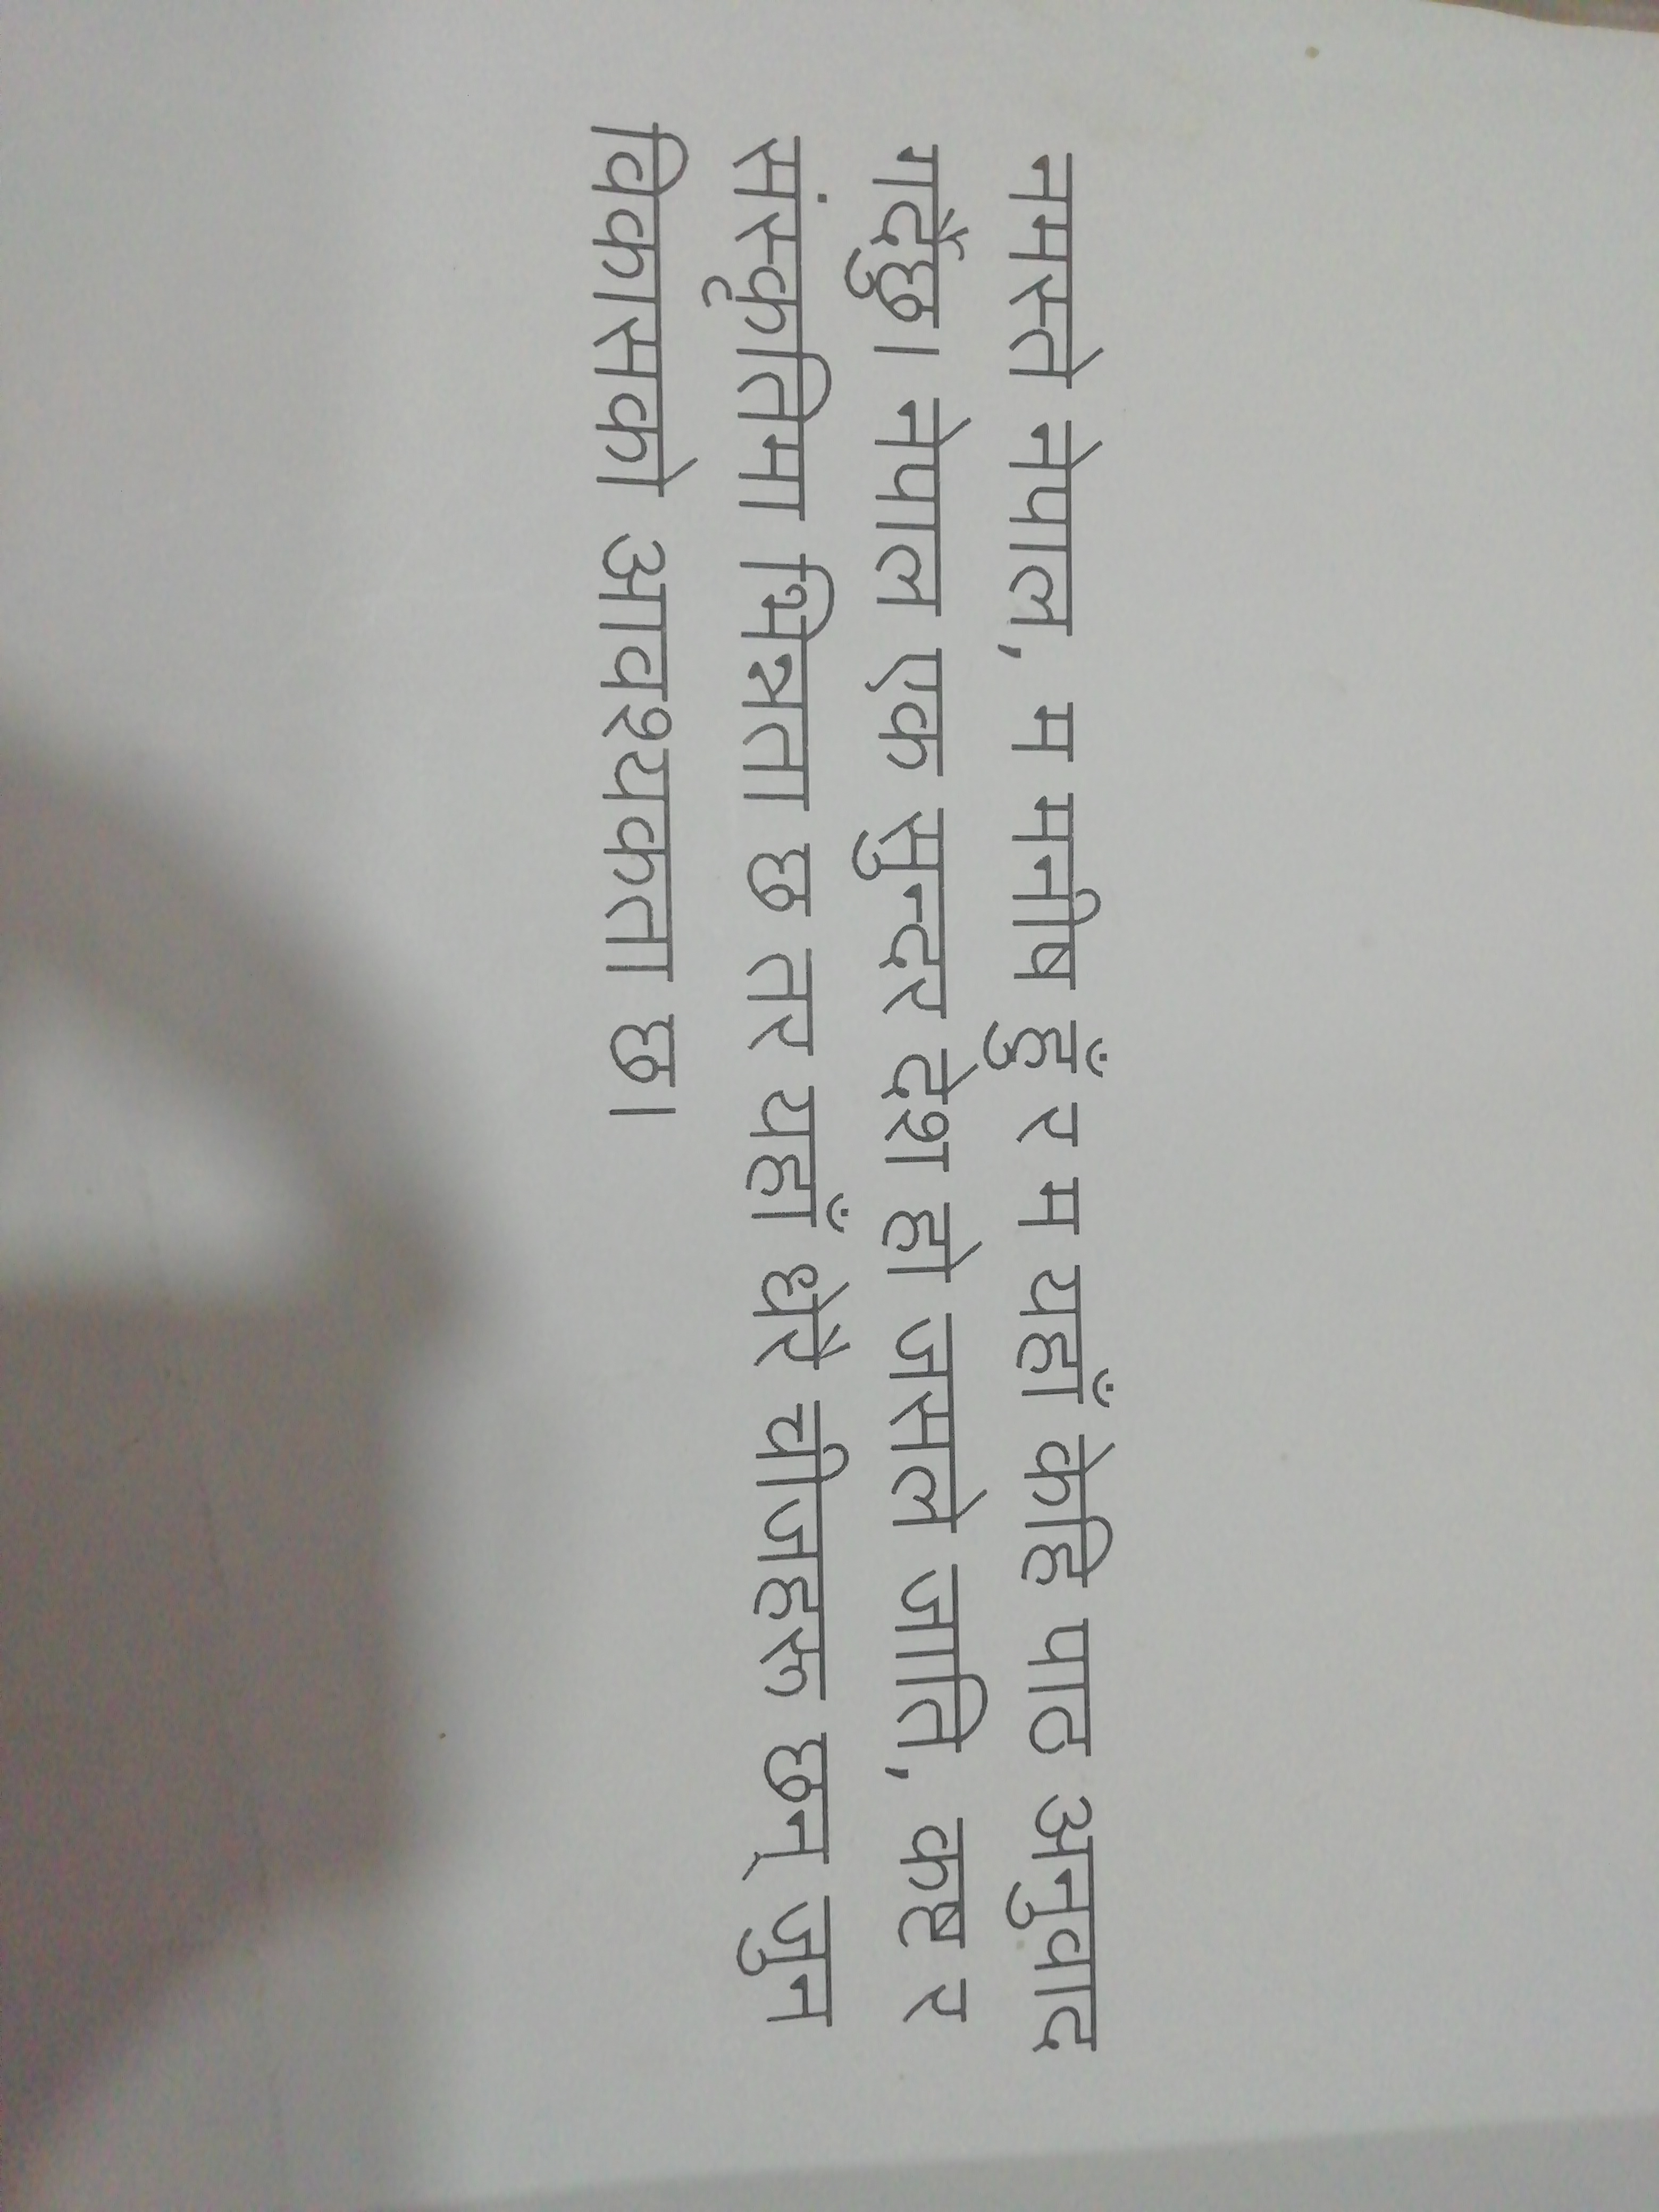 नमस्ते नेपाल, म मनीष हुँ र म यहाँ केहि पाठ अनुवाद
गर्दैछु। नेपाल एक सुन्दर देश हो जसले जाति, कष्ट र
संस्कृतिमा भिन्नता छ तर यहाँ धेरै चीजहरू छन् जुन
विकासको आवश्यकता छ।